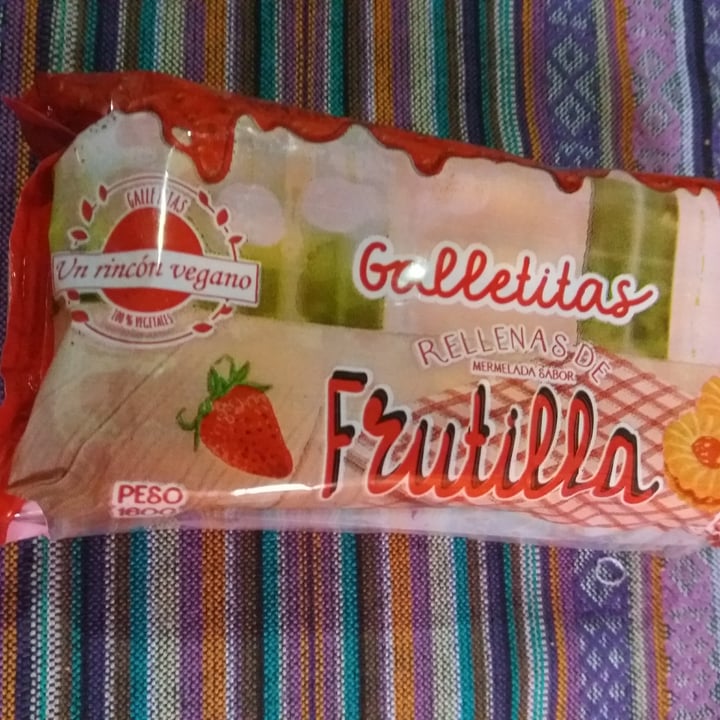 GALLETITAS
Un rincón vegano
100 % VEGETALES
Galletitas
RELLENAS DE
MERMELADA SABOR
Frutilla
PESO